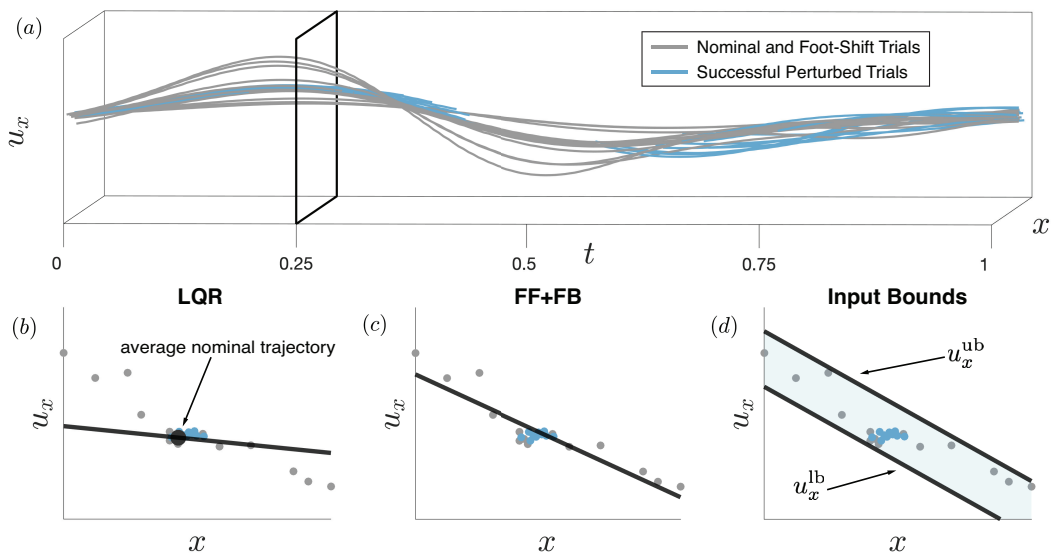 (a)
Nominal and Foot-Shift Trials
Successful Perturbed Trials
u_x
x
t
0 0.25 0.5 0.75 1
LQR FF+FB Input Bounds
(b) (c) (d)
average nominal trajectory
u_x^ub
u_x u_x u_x
u_x^lb
x x x